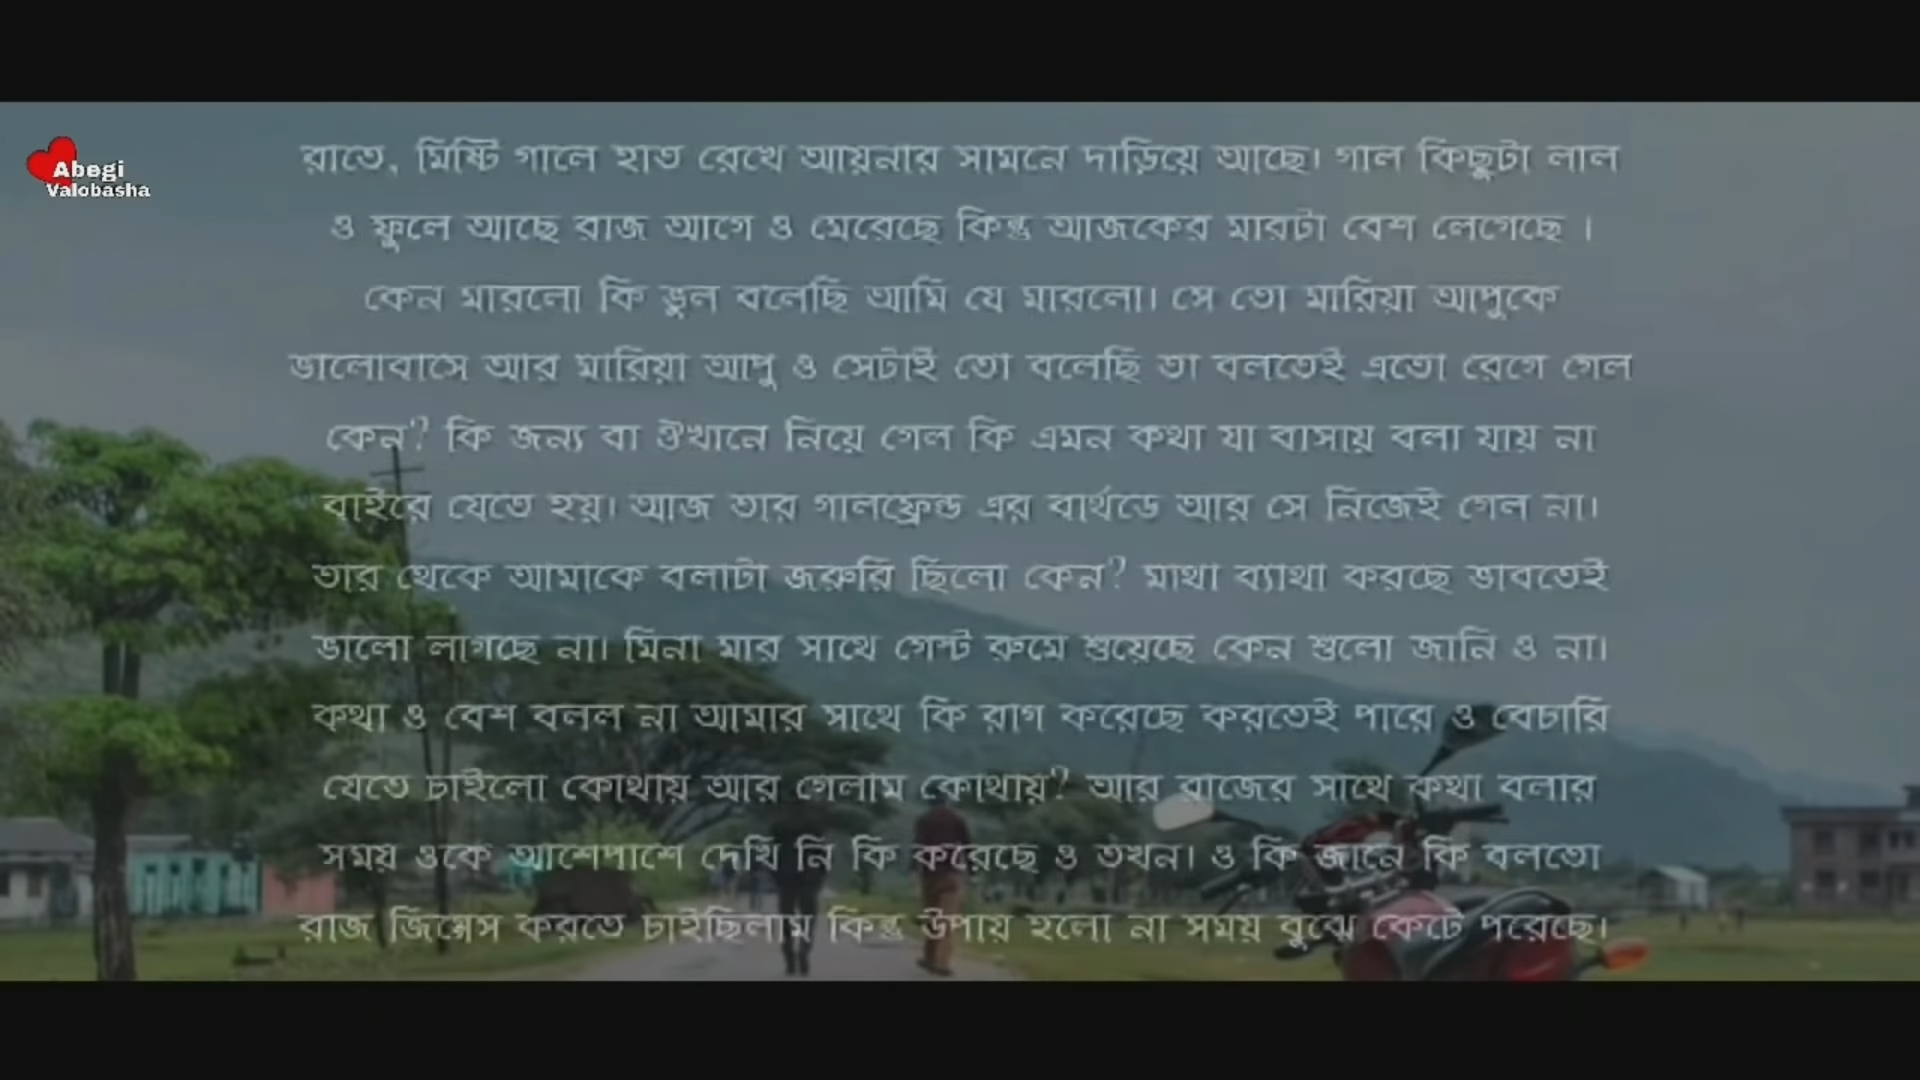 Abegi
Valobasha
রাতে, মিষ্টি গালে হাত রেখে আয়নার সামনে দাড়িয়ে আছে। গাল কিছুটা লাল
ও ফুলে আছে রাজ আগে ও মেরেছে কিন্তু আজকের মারটা বেশ লেগেছে ।
কেন মারলো কি ভুল বলেছি আমি যে মারলো। সে তো মারিয়া আপুকে
ভালোবাসে আর মারিয়া আপু ও সেটাই তো বলেছি তা বলতেই এতো রেগে গেল
কেন? কি জন্য বা ঔখানে নিয়ে গেল কি এমন কথা যা বাসায় বলা যায় না
বাইরে যেতে হয়। আজ তার গালফ্রেন্ড এর বার্থডে আর সে নিজেই গেল না।
তার থেকে আমাকে বলাটা জরুরি ছিলো কেন? মাথা ব্যাথা করছে ভাবতেই
ভালো লাগছে না। মিনা মার সাথে গেস্ট রুমে শুয়েছে কেন শুলো জানি ও না।
কথা ও বেশ বলল না আমার সাথে কি রাগ করেছে করতেই পারে ও বেচারি
যেতে চাইলো কোথায় আর গেলাম কোথায়? আর রাজের সাথে কথা বলার
সময় ওকে আশেপাশে দেখি নি কি করেছে ও তখন। ও কি জানে কি বলতো
রাজ জিগ্গেস করতে চাইছিলাম কিন্তু উপায় হলো না সময় বুঝে কেটে পরেছে।